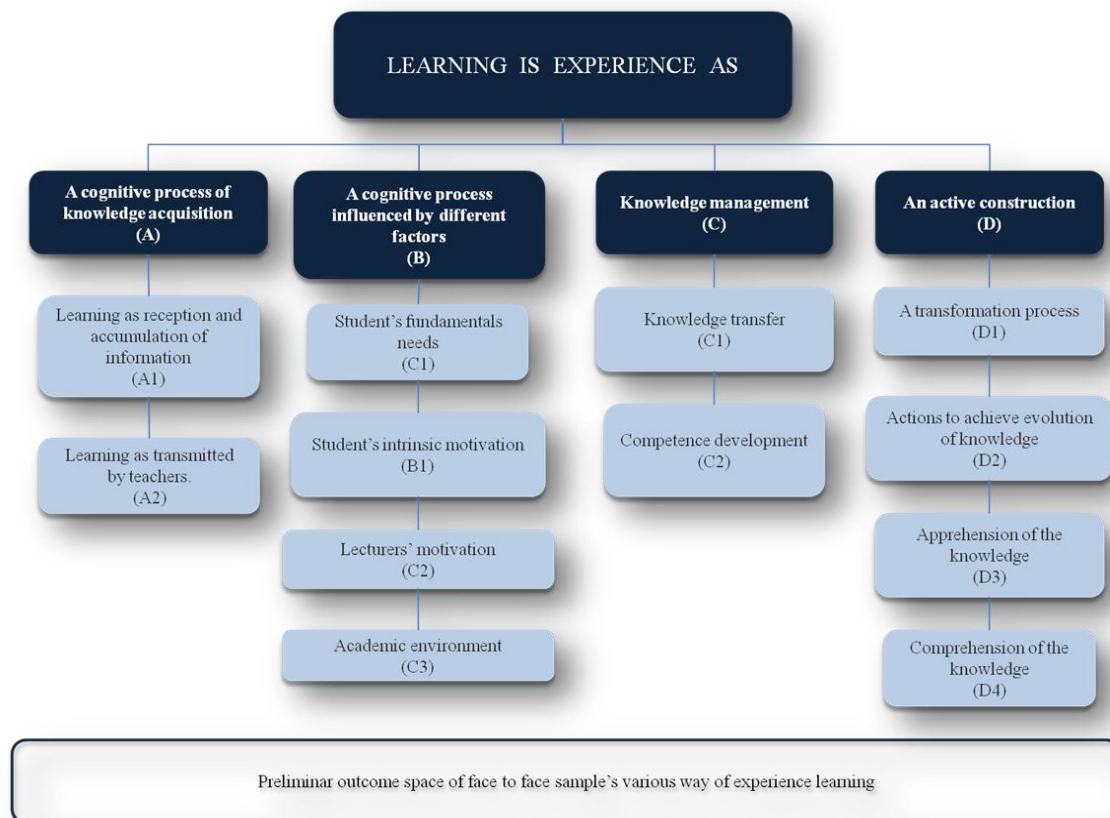 LEARNING IS EXPERIENCE AS
A cognitive process of
knowledge acquisition
(A)
Learning as reception and
accumulation of
information
(A1)
Learning as transmitted
by teachers.
(A2)
A cognitive process
influenced by different
factors
(B)
Student’s fundamentals
needs
(C1)
Student’s intrinsic motivation
(B1)
Lecturers’ motivation
(C2)
Academic environment
(C3)
Knowledge management
(C)
Knowledge transfer
(C1)
Competence development
(C2)
An active construction
(D)
A transformation process
(D1)
Actions to achieve evolution
of knowledge
(D2)
Apprehension of the
knowledge
(D3)
Comprehension of the
knowledge
(D4)
Preliminar outcome space of face to face sample’s various way of experience learning